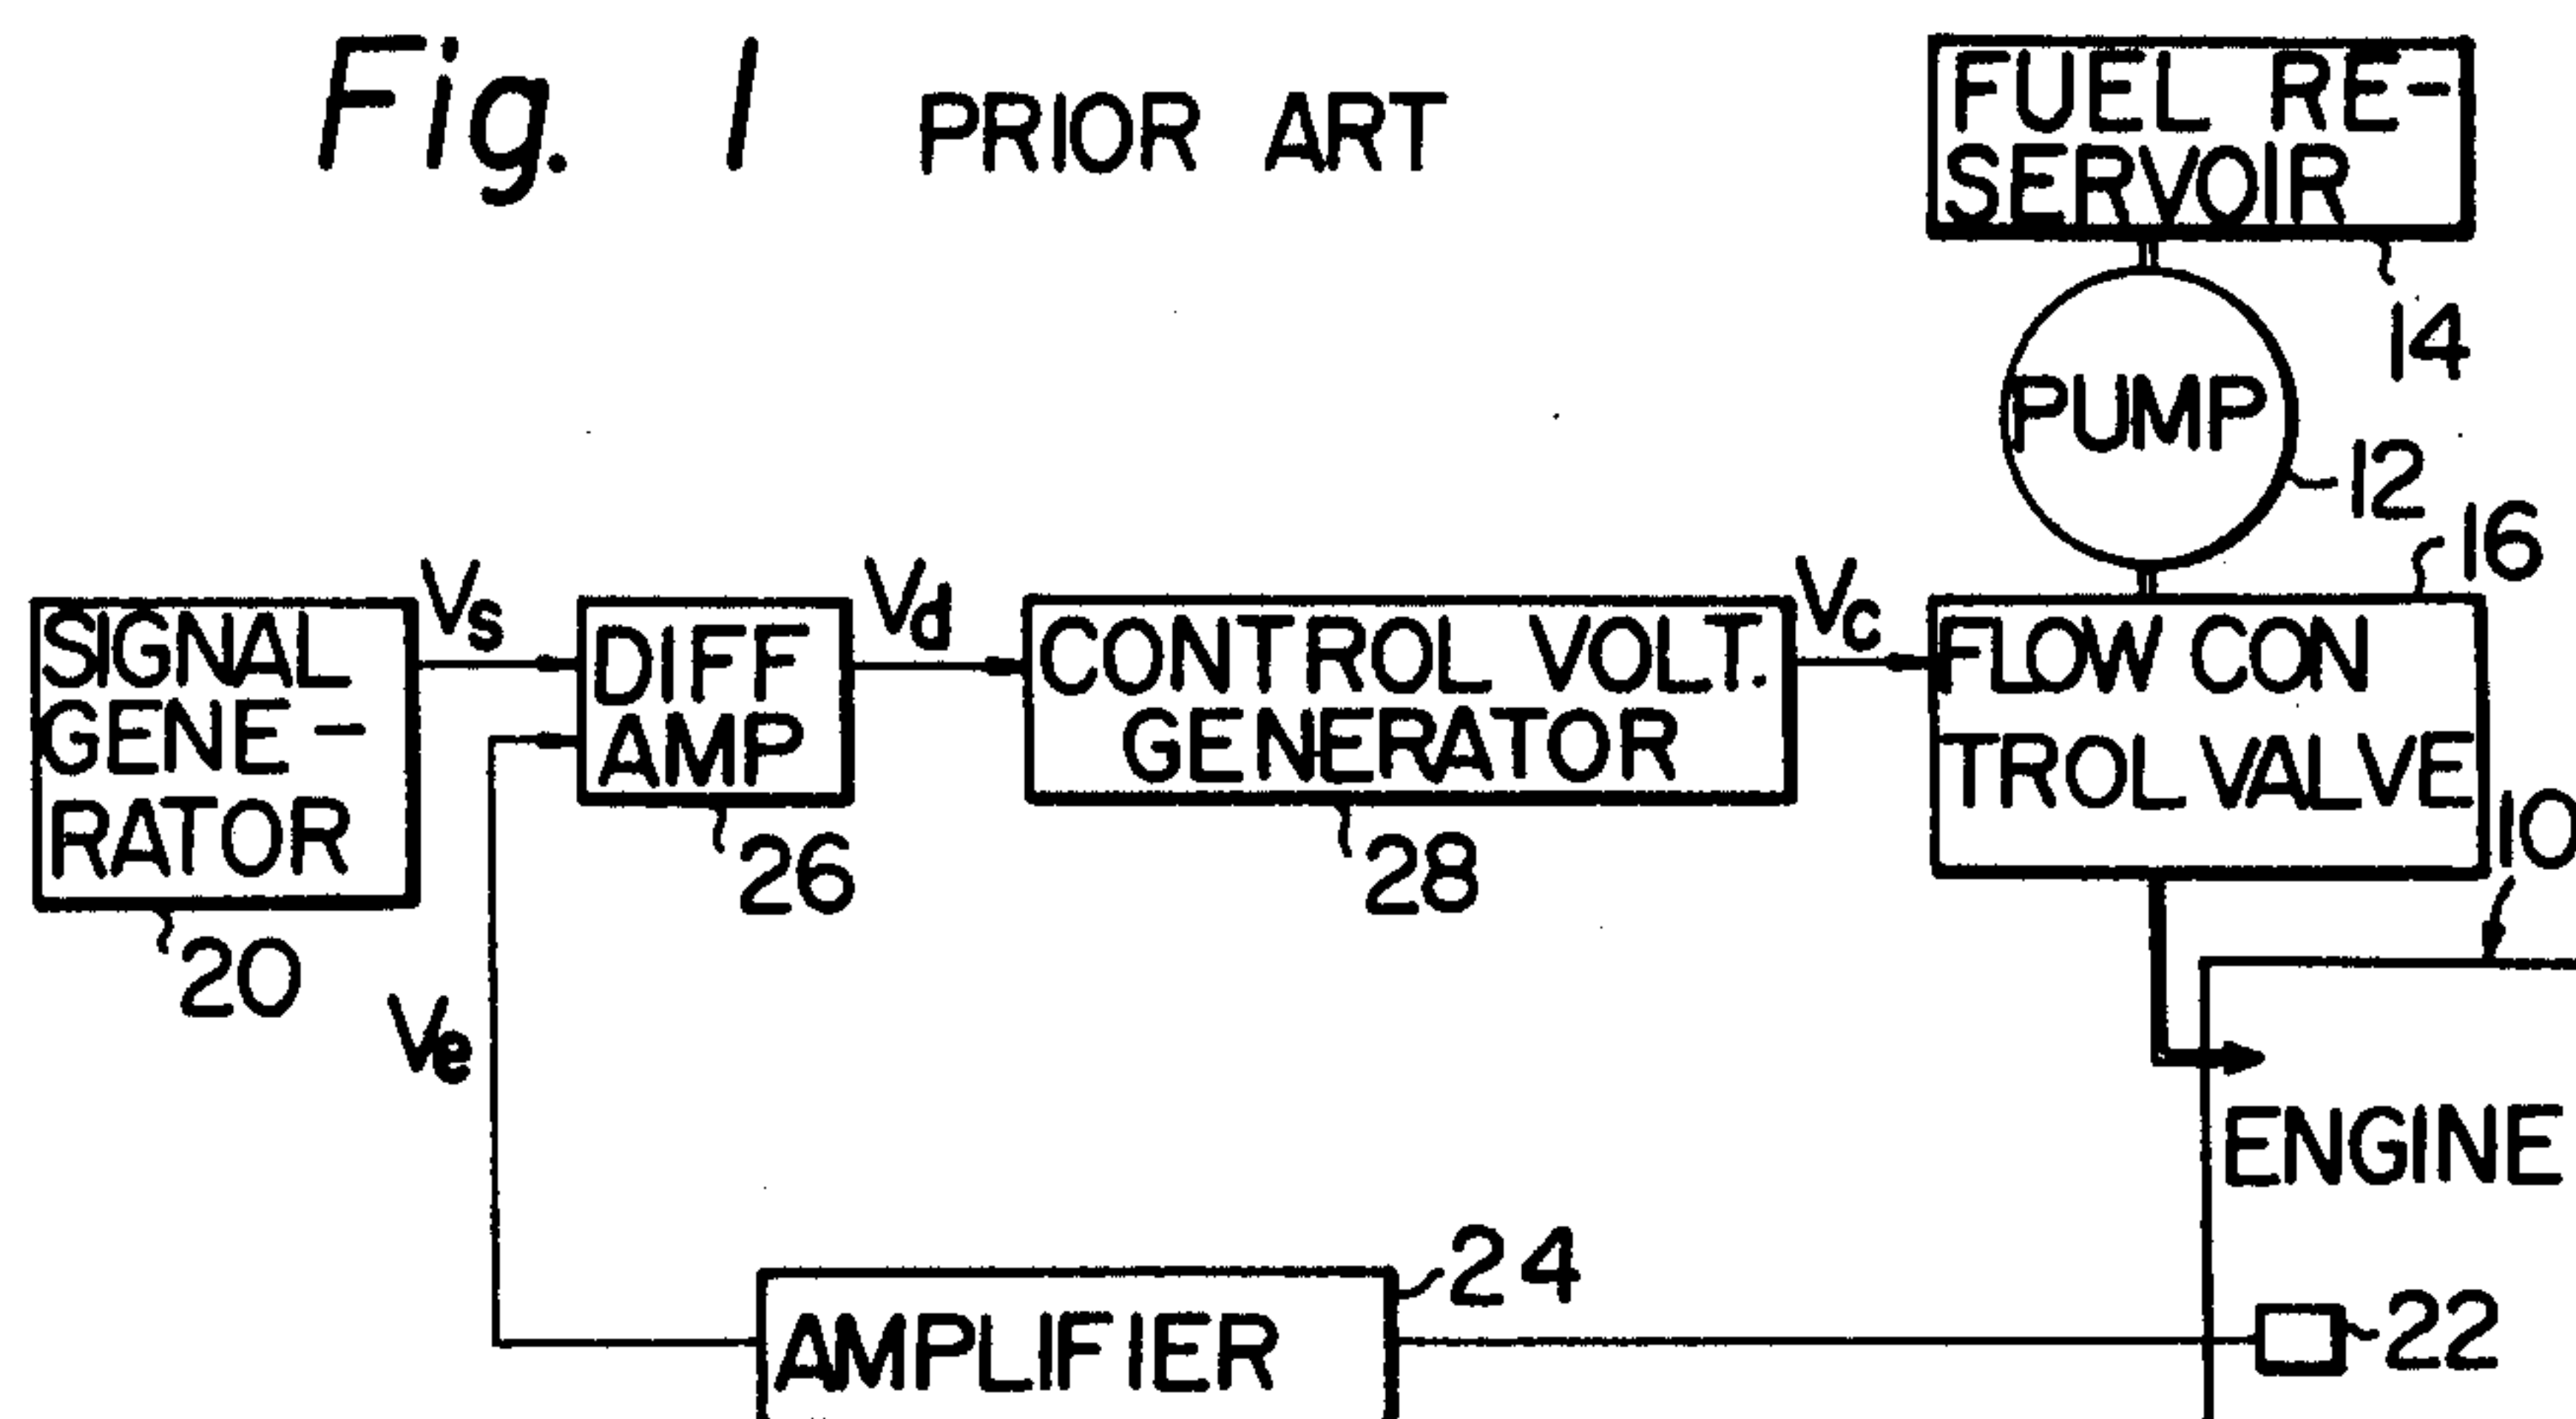 Fig. 1 PRIOR ART
FUEL RE-
SERVOIR
14
PUMP
12
16
SIGNAL
GENE-
RATOR
20
Vs
DIFF
AMP
26
Vd
CONTROL VOLT.
GENERATOR
28
Vc
FLOW CON
TROL VALVE
10
Ve
ENGINE
24
AMPLIFIER
22